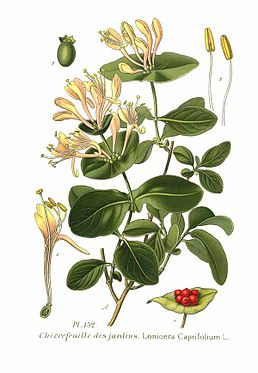 Pl. 152.
Chèvrefeuille des jardins. Lonicera Caprifolium L.